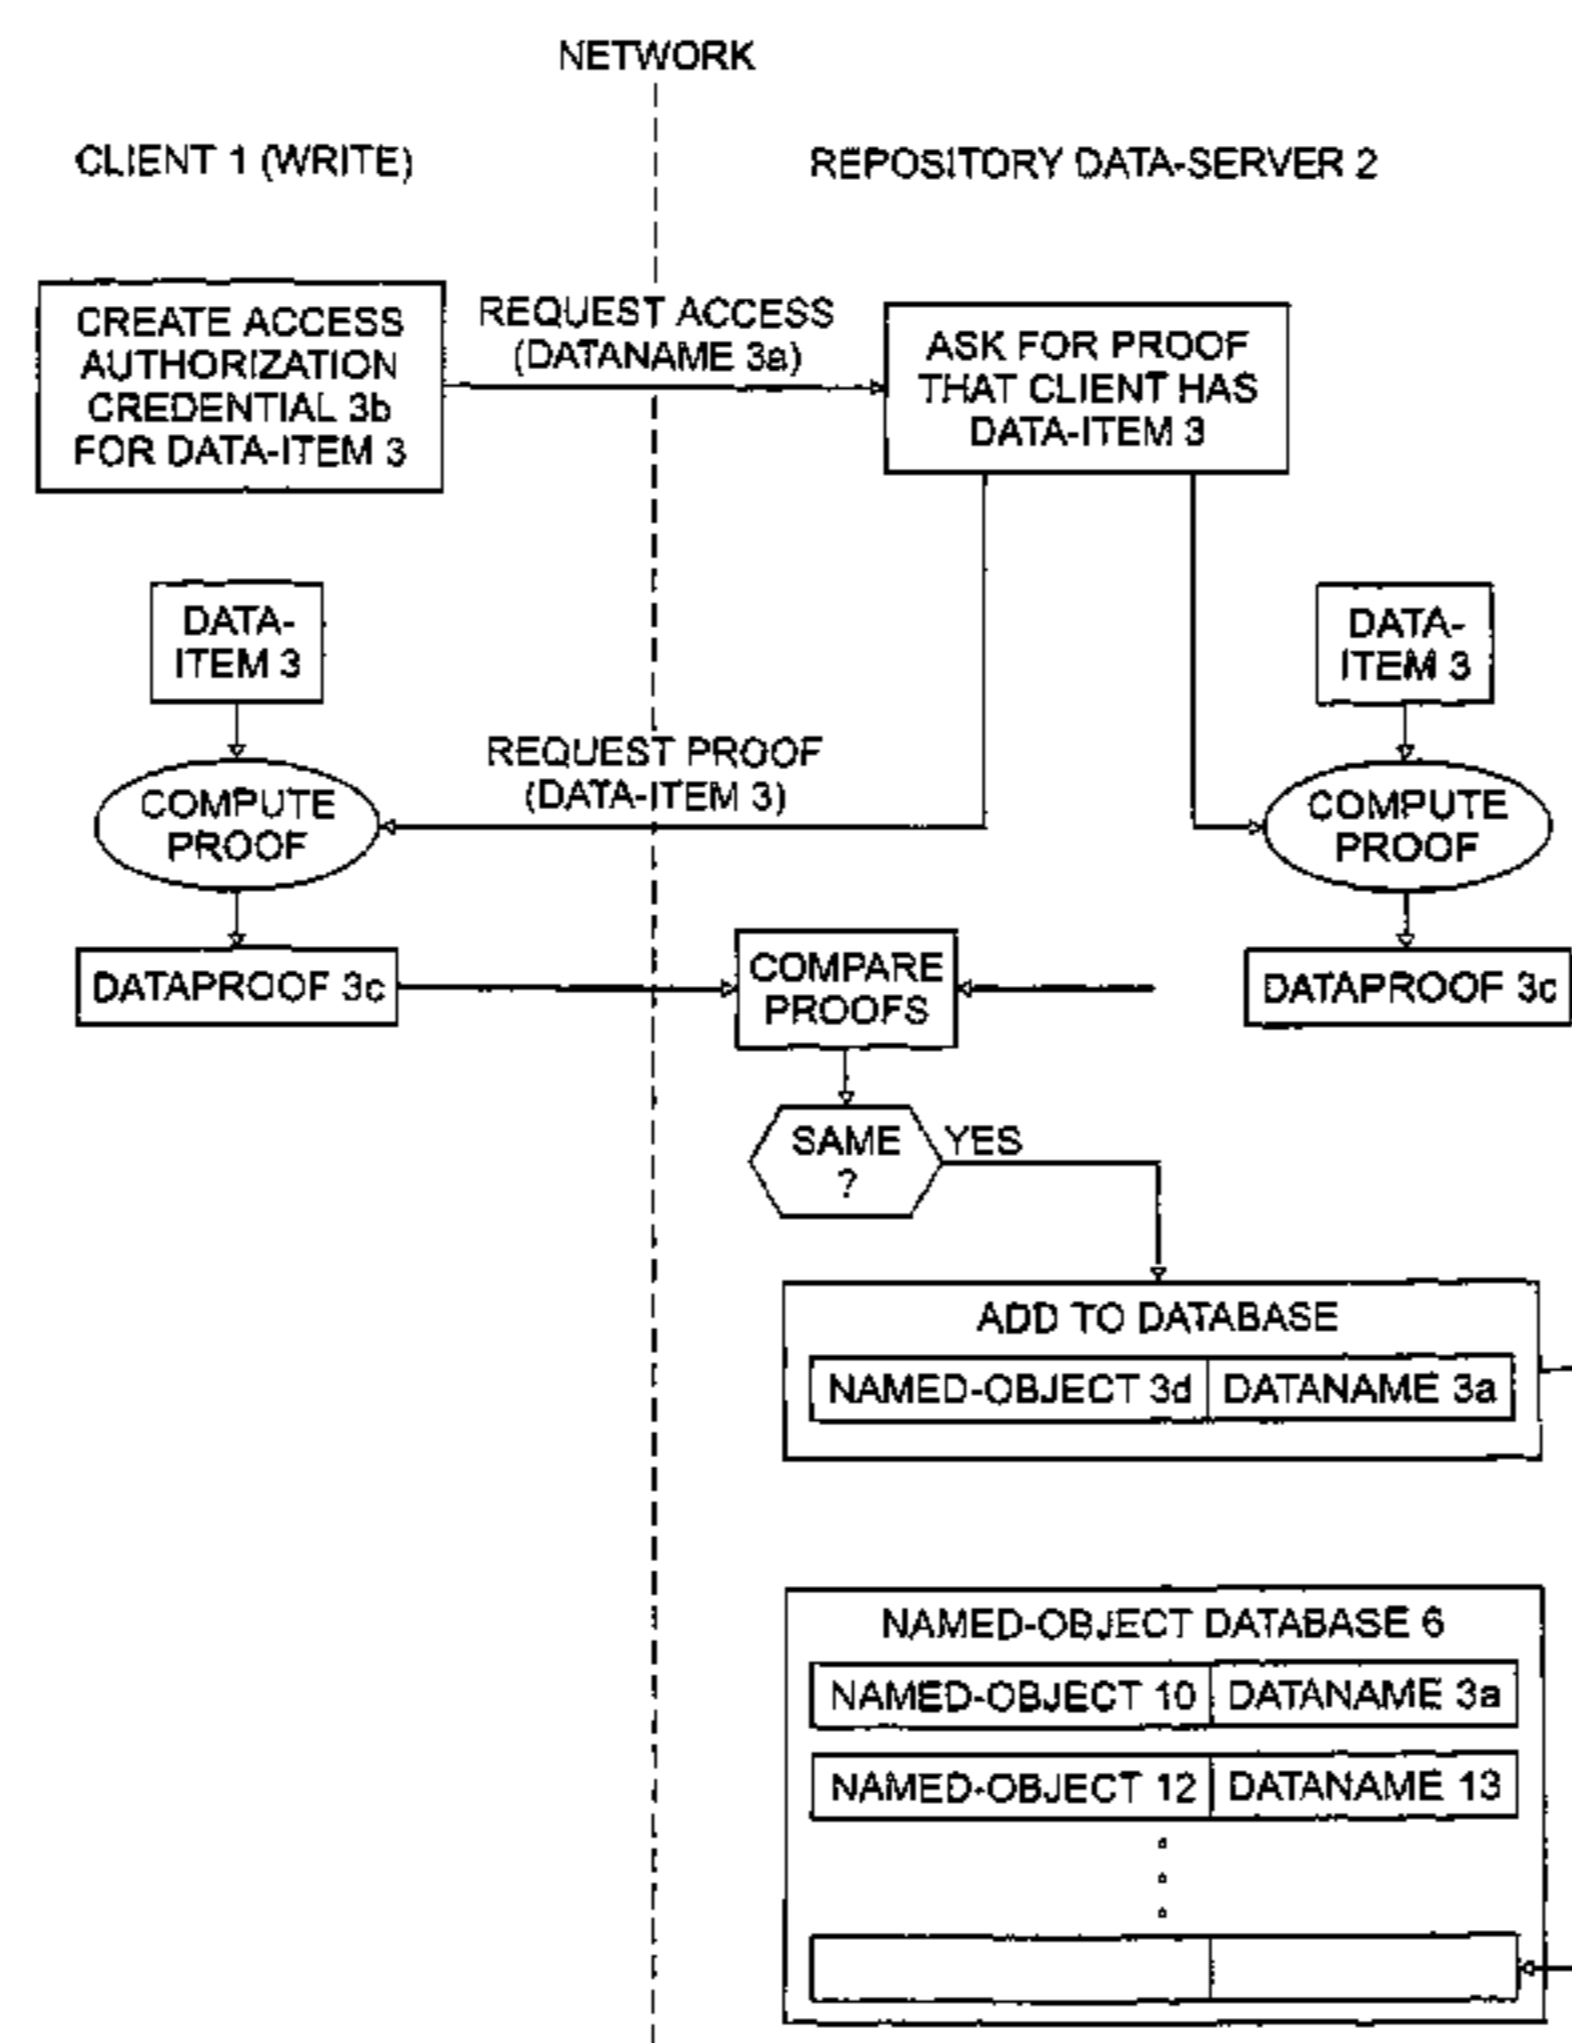 NETWORK
CLIENT 1 (WRITE)
REPOSITORY DATA-SERVER 2
CREATE ACCESS
AUTHORIZATION
CREDENTIAL 3b
FOR DATA-ITEM 3
REQUEST ACCESS
(DATANAME 3a)
ASK FOR PROOF
THAT CLIENT HAS
DATA-ITEM 3
DATA-
ITEM 3
DATA-
ITEM 3
REQUEST PROOF
(DATA-ITEM 3)
COMPUTE
PROOF
COMPUTE
PROOF
DATAPROOF 3c
COMPARE
PROOFS
DATAPROOF 3c
SAME
?
YES
ADD TO DATABASE
NAMED-OBJECT 3d DATANAME 3a
NAMED-OBJECT DATABASE 6
NAMED-OBJECT 10 DATANAME 3a
NAMED-OBJECT 12 DATANAME 13